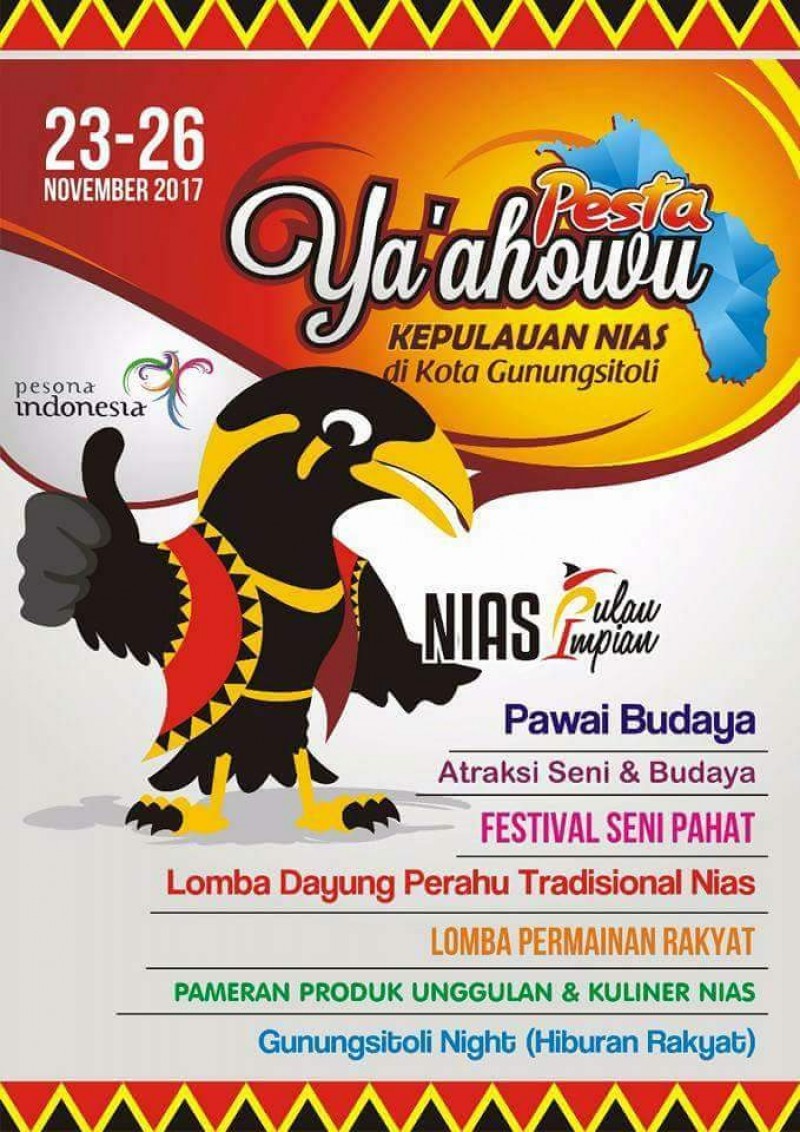 23-26
NOVEMBER 2017
Pesta
Ya'ahowu
KEPULAUAN NIAS
di Kota Gunungsitoli
pesona
indonesia
NIAS Pulau
Impian
Pawai Budaya
Atraksi Seni & Budaya
FESTIVAL SENI PAHAT
Lomba Dayung Perahu Tradisional Nias
LOMBA PERMAINAN RAKYAT
PAMERAN PRODUK UNGGULAN & KULINER NIAS
Gunungsitoli Night (Hiburan Rakyat)